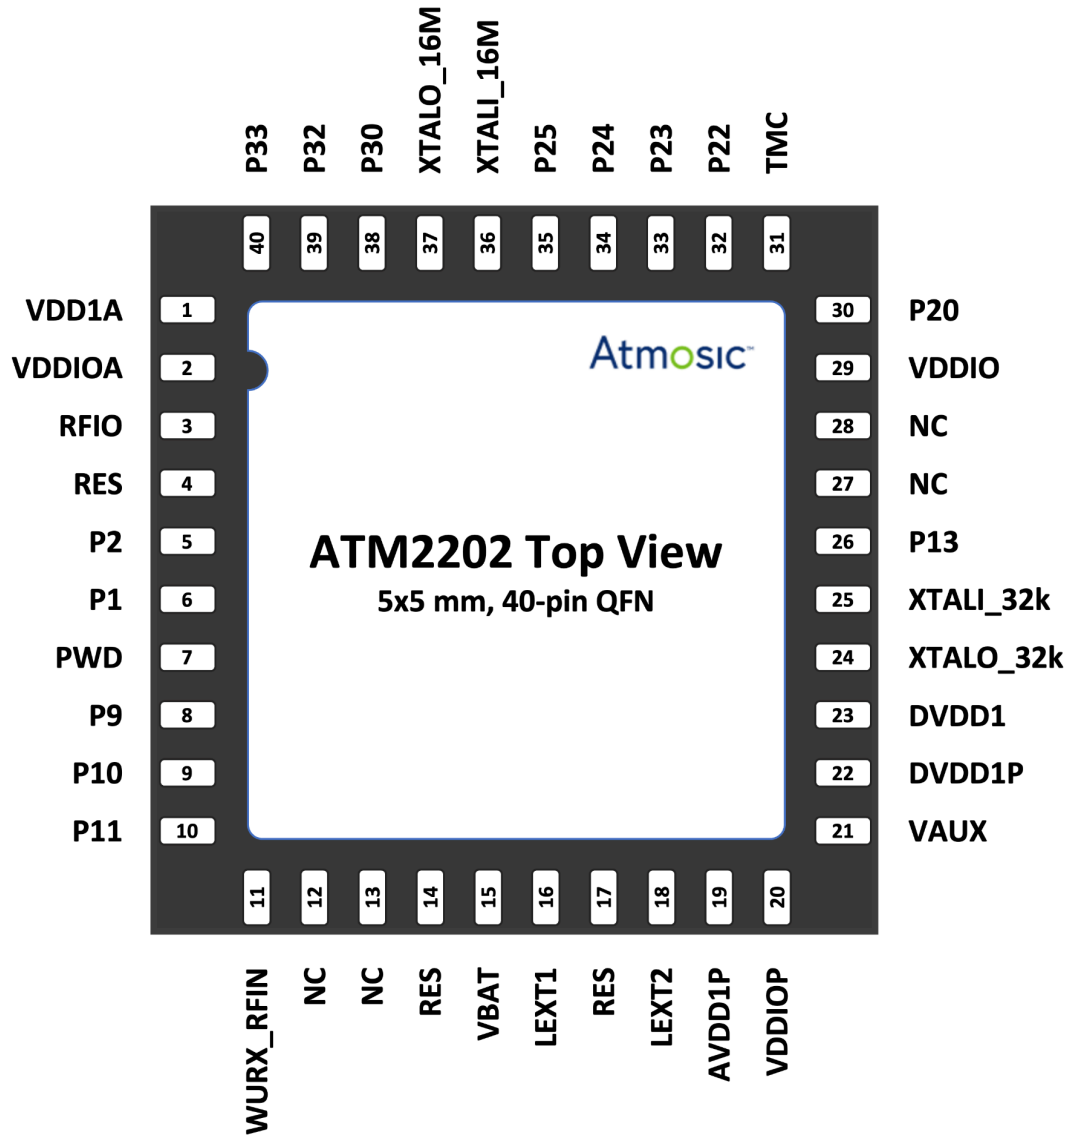 P33
P32
P30
XTALO_16M
XTALI_16M
P25
P24
P23
P22
TMC
40
39
38
37
36
35
34
33
32
31
VDD1A 1
VDDIOA 2
RFIO 3
RES 4
P2 5
P1 6
PWD 7
P9 8
P10 9
P11 10
Atmosic™
ATM2202 Top View
5x5 mm, 40-pin QFN
30 P20
29 VDDIO
28 NC
27 NC
26 P13
25 XTALI_32k
24 XTALO_32k
23 DVDD1
22 DVDD1P
21 VAUX
11
12
13
14
15
16
17
18
19
20
WURX_RFIN
NC
NC
RES
VBAT
LEXT1
RES
LEXT2
AVDD1P
VDDIOP